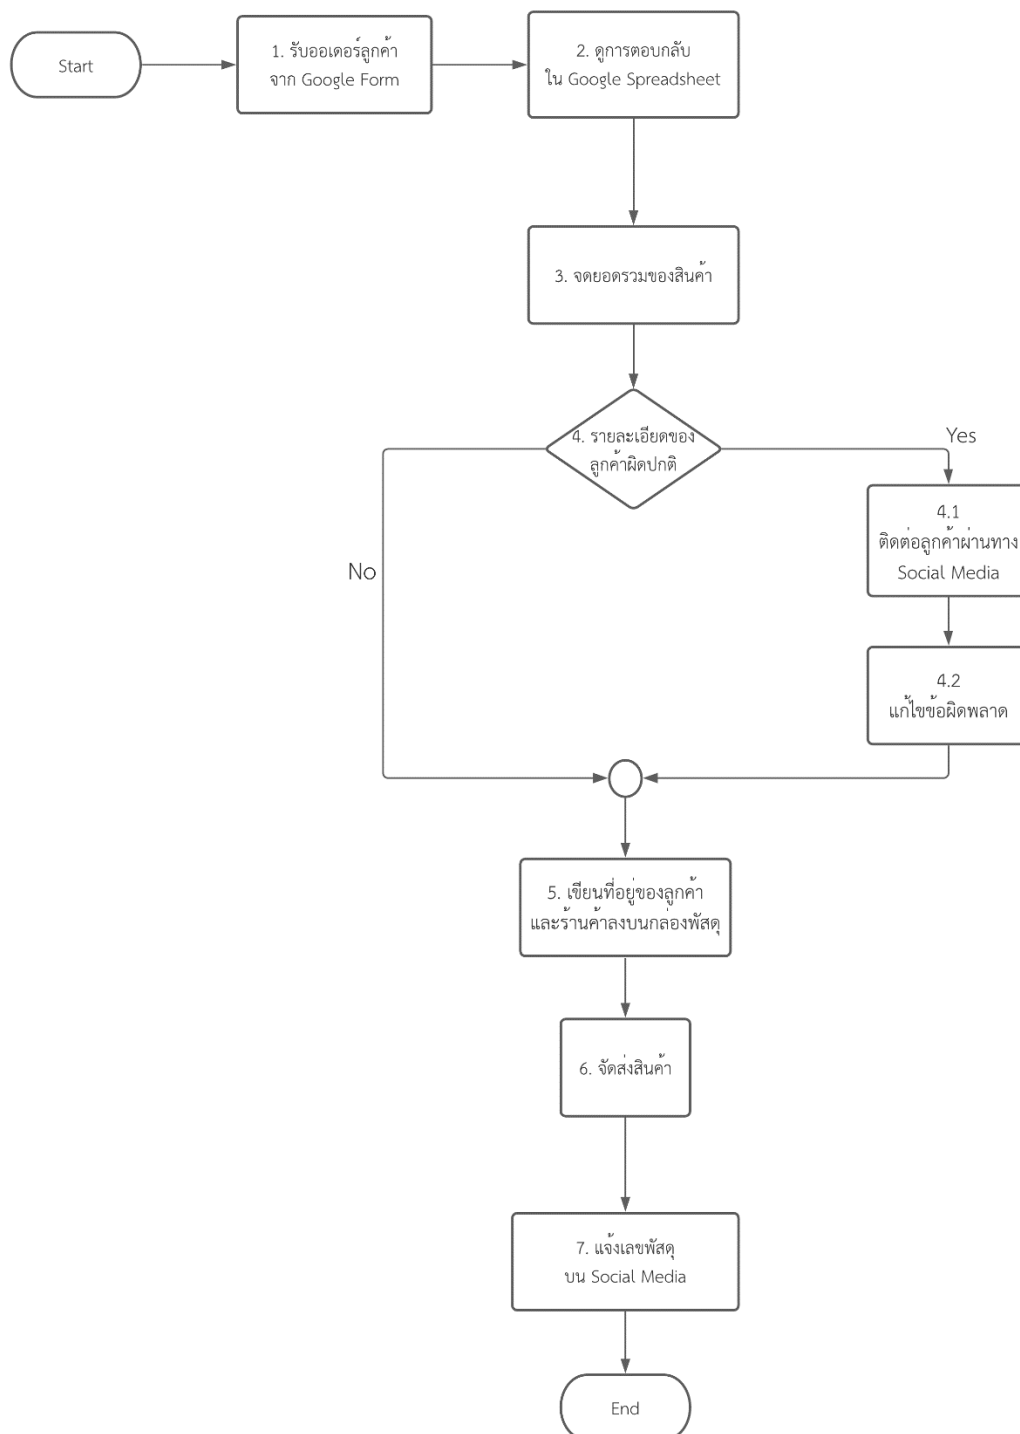 Start
1. รับออเดอร์ลูกค้า
จาก Google Form
2. ดูการตอบกลับ
ใน Google Spreadsheet
3. จดยอดรวมของสินค้า
4. รายละเอียดของ
ลูกค้าผิดปกติ
Yes
No
4.1
ติดต่อลูกค้าผ่านทาง
Social Media
4.2
แก้ไขข้อผิดพลาด
5. เขียนที่อยู่ของลูกค้า
และร้านค้าลงบนกล่องพัสดุ
6. จัดส่งสินค้า
7. แจ้งเลขพัสดุ
บน Social Media
End